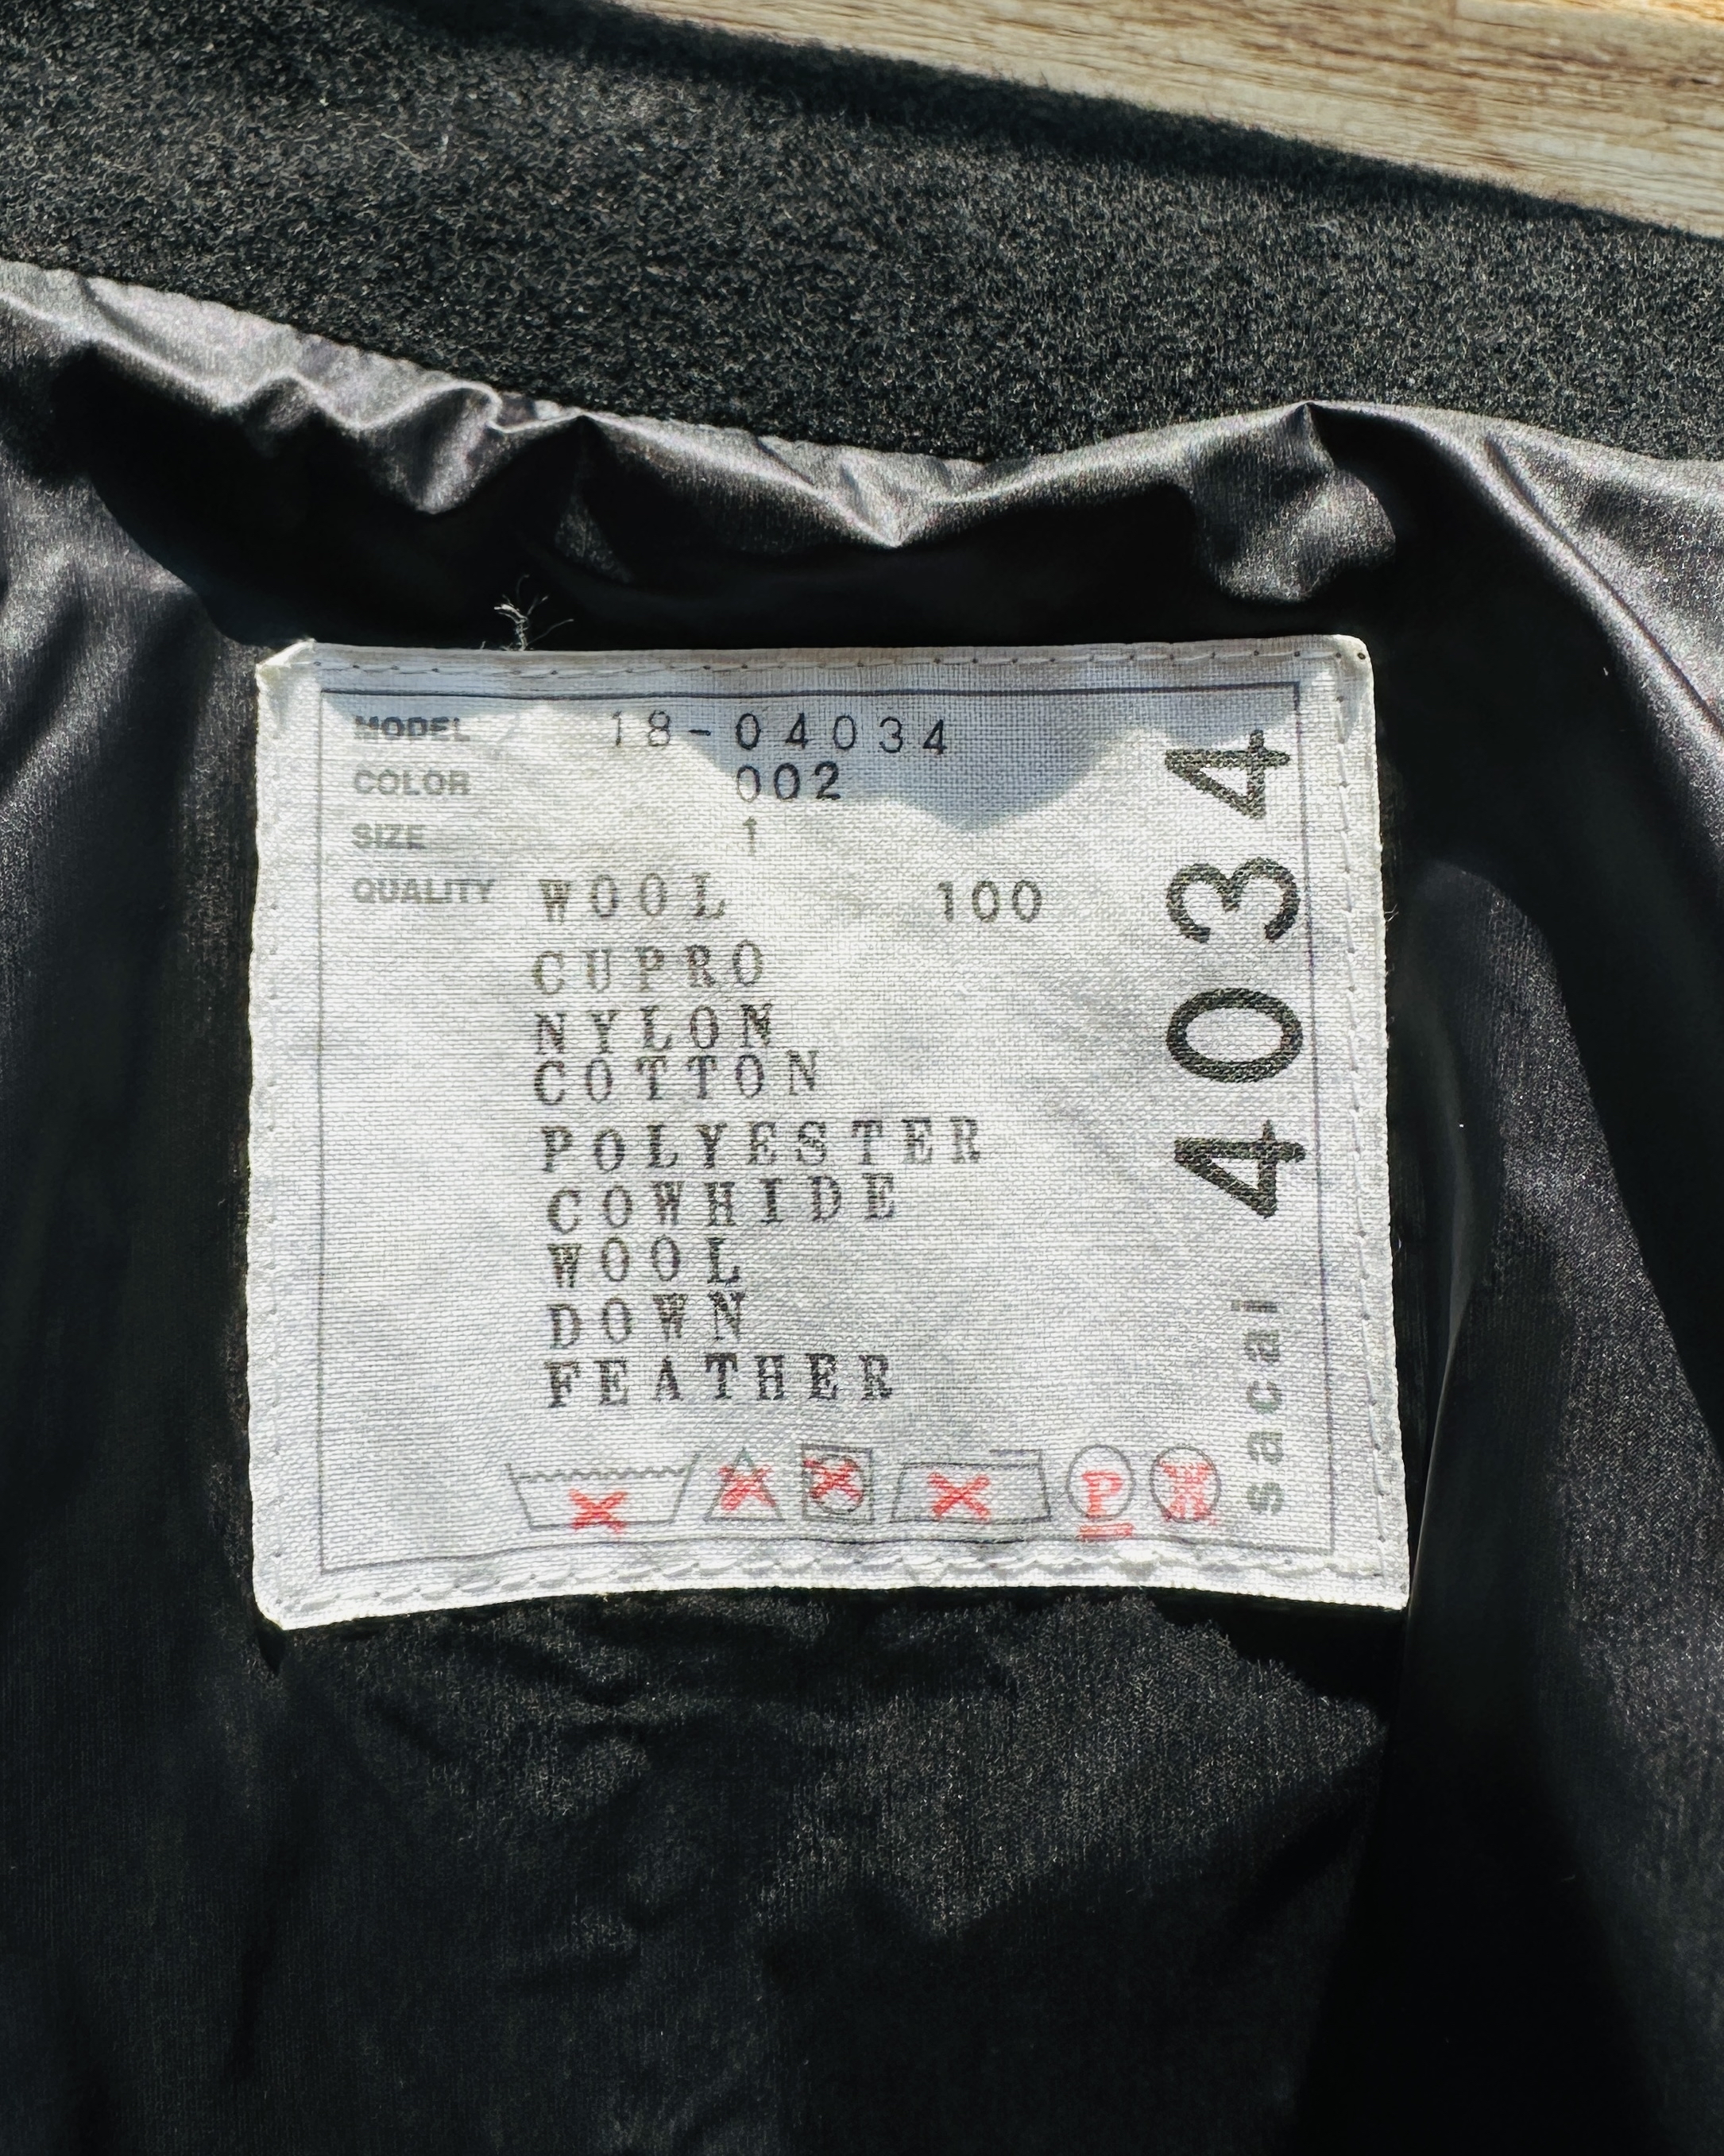 MODEL 18-04034
COLOR 002
SIZE 1
QUALITY WOOL 100
CUPRO
NYLON
COTTON
POLYESTER
COWHIDE
WOOL
DOWN
FEATHER
P
4034
sacai